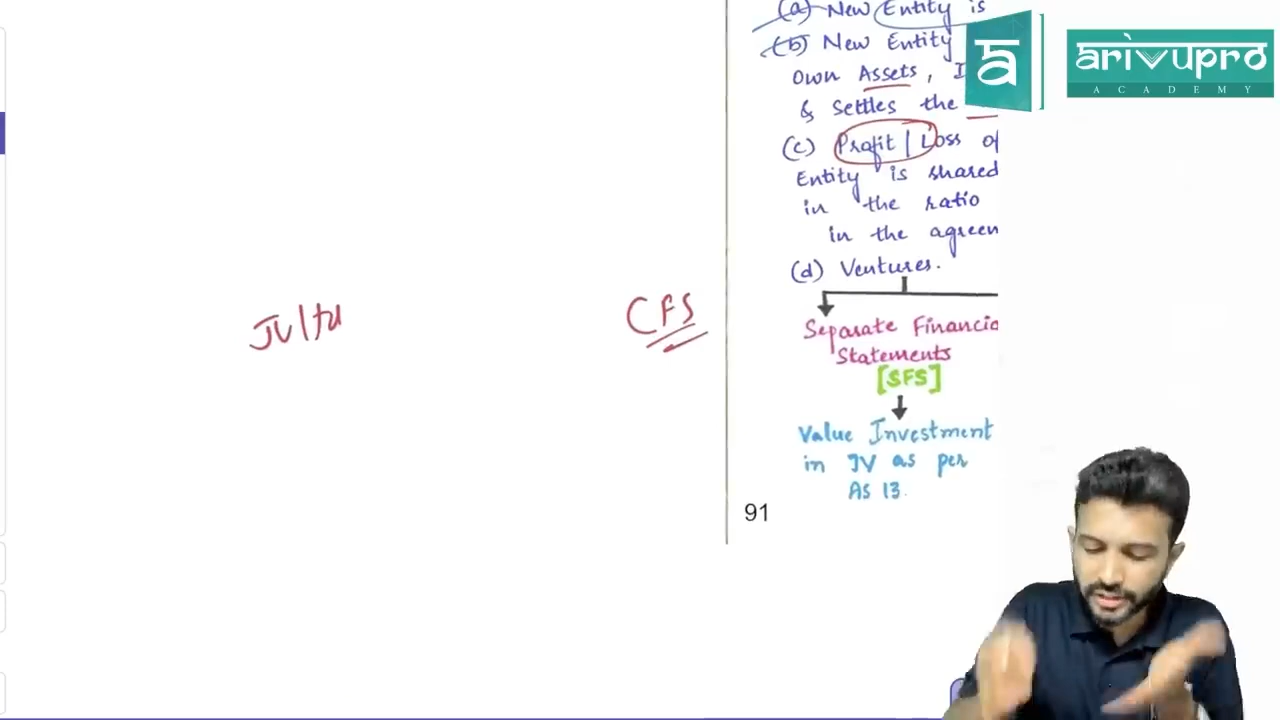 (a) New Entity is
(b) New Entity
own Assets,
& settles the
(c) Profit | Loss of
Entity is shared
in the ratio
in the agreen
(d) Ventures.
Separate Financia
Statements
[SFS]
Value Investment
in JV as per
As 13.
91
JV ltd
CFS
arivupro
ACADEMY